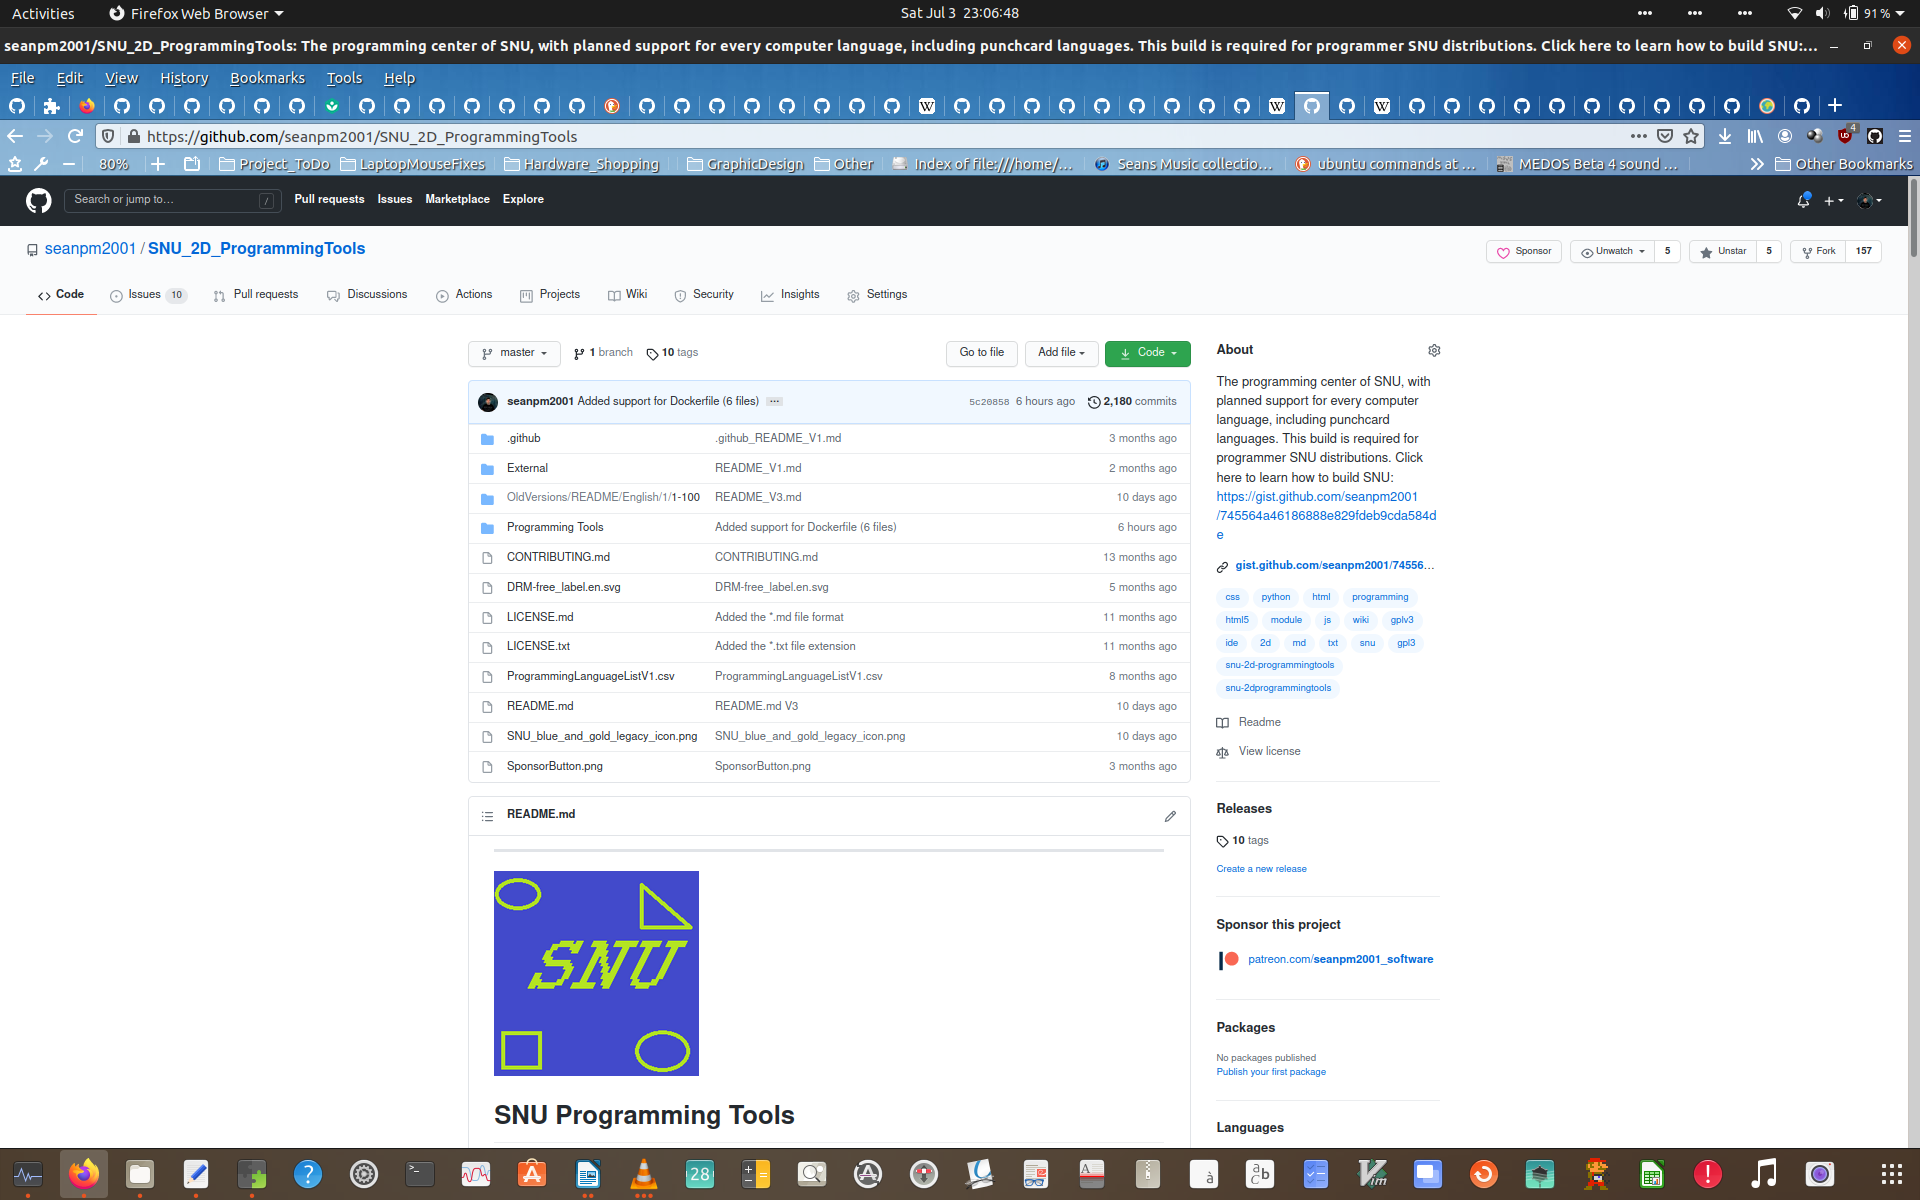 Activities
Firefox Web Browser
Sat Jul 3 23:06:48
91 %
seanpm2001/SNU_2D_ProgrammingTools: The programming center of SNU, with planned support for every computer language, including punchcard languages. This build is required for programmer SNU distributions. Click here to learn how to build SNU:...
File Edit View History Bookmarks Tools Help
https://github.com/seanpm2001/SNU_2D_ProgrammingTools
4
80%
Project_ToDo
LaptopMouseFixes
Hardware_Shopping
GraphicDesign
Other
Index of file:///home/...
Seans Music collectio...
ubuntu commands at ...
MEDOS Beta 4 sound ...
Other Bookmarks
Search or jump to...
/
Pull requests Issues Marketplace Explore
seanpm2001 / SNU_2D_ProgrammingTools
Sponsor
Unwatch 5
Unstar 5
Fork 157
Code
Issues 10
Pull requests
Discussions
Actions
Projects
Wiki
Security
Insights
Settings
master
1 branch
10 tags
Go to file
Add file
Code
seanpm2001 Added support for Dockerfile (6 files) ...
5c20858 6 hours ago 2,180 commits
.github .github_README_V1.md 3 months ago
External README_V1.md 2 months ago
OldVersions/README/English/1/1-100 README_V3.md 10 days ago
Programming Tools Added support for Dockerfile (6 files) 6 hours ago
CONTRIBUTING.md CONTRIBUTING.md 13 months ago
DRM-free_label.en.svg DRM-free_label.en.svg 5 months ago
LICENSE.md Added the *.md file format 11 months ago
LICENSE.txt Added the *.txt file extension 11 months ago
ProgrammingLanguageListV1.csv ProgrammingLanguageListV1.csv 8 months ago
README.md README.md V3 10 days ago
SNU_blue_and_gold_legacy_icon.png SNU_blue_and_gold_legacy_icon.png 10 days ago
SponsorButton.png SponsorButton.png 3 months ago
README.md
SNU
SNU Programming Tools
About
The programming center of SNU, with
planned support for every computer
language, including punchcard
languages. This build is required for
programmer SNU distributions. Click
here to learn how to build SNU:
https://gist.github.com/seanpm2001
/745564a46186888e829fdeb9cda584d
e
gist.github.com/seanpm2001/74556...
css python html programming
html5 module js wiki gplv3
ide 2d md txt snu gpl3
snu-2d-programmingtools
snu-2dprogrammingtools
Readme
View license
Releases
10 tags
Create a new release
Sponsor this project
patreon.com/seanpm2001_software
Packages
No packages published
Publish your first package
Languages
28